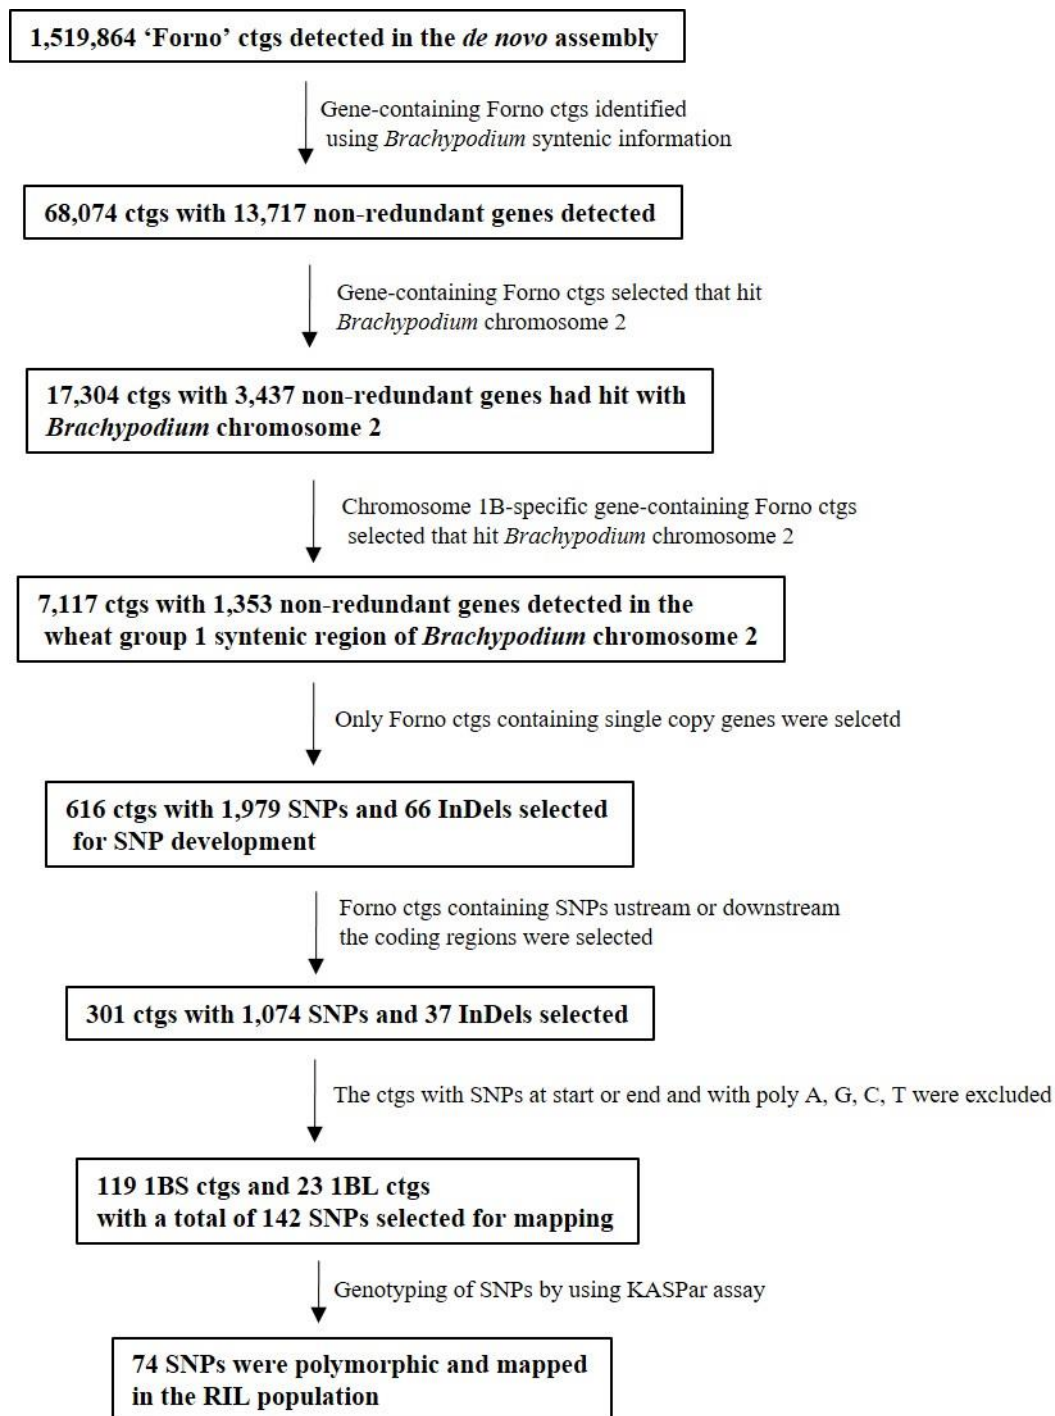 1,519,864 ‘Forno’ ctgs detected in the de novo assembly
Gene-containing Forno ctgs identified
using Brachypodium syntenic information
68,074 ctgs with 13,717 non-redundant genes detected
Gene-containing Forno ctgs selected that hit
Brachypodium chromosome 2
17,304 ctgs with 3,437 non-redundant genes had hit with
Brachypodium chromosome 2
Chromosome 1B-specific gene-containing Forno ctgs
selected that hit Brachypodium chromosome 2
7,117 ctgs with 1,353 non-redundant genes detected in the
wheat group 1 syntenic region of Brachypodium chromosome 2
Only Forno ctgs containing single copy genes were selcetd
616 ctgs with 1,979 SNPs and 66 InDels selected
for SNP development
Forno ctgs containing SNPs ustream or downstream
the coding regions were selected
301 ctgs with 1,074 SNPs and 37 InDels selected
The ctgs with SNPs at start or end and with poly A, G, C, T were excluded
119 1BS ctgs and 23 1BL ctgs
with a total of 142 SNPs selected for mapping
Genotyping of SNPs by using KASPar assay
74 SNPs were polymorphic and mapped
in the RIL population